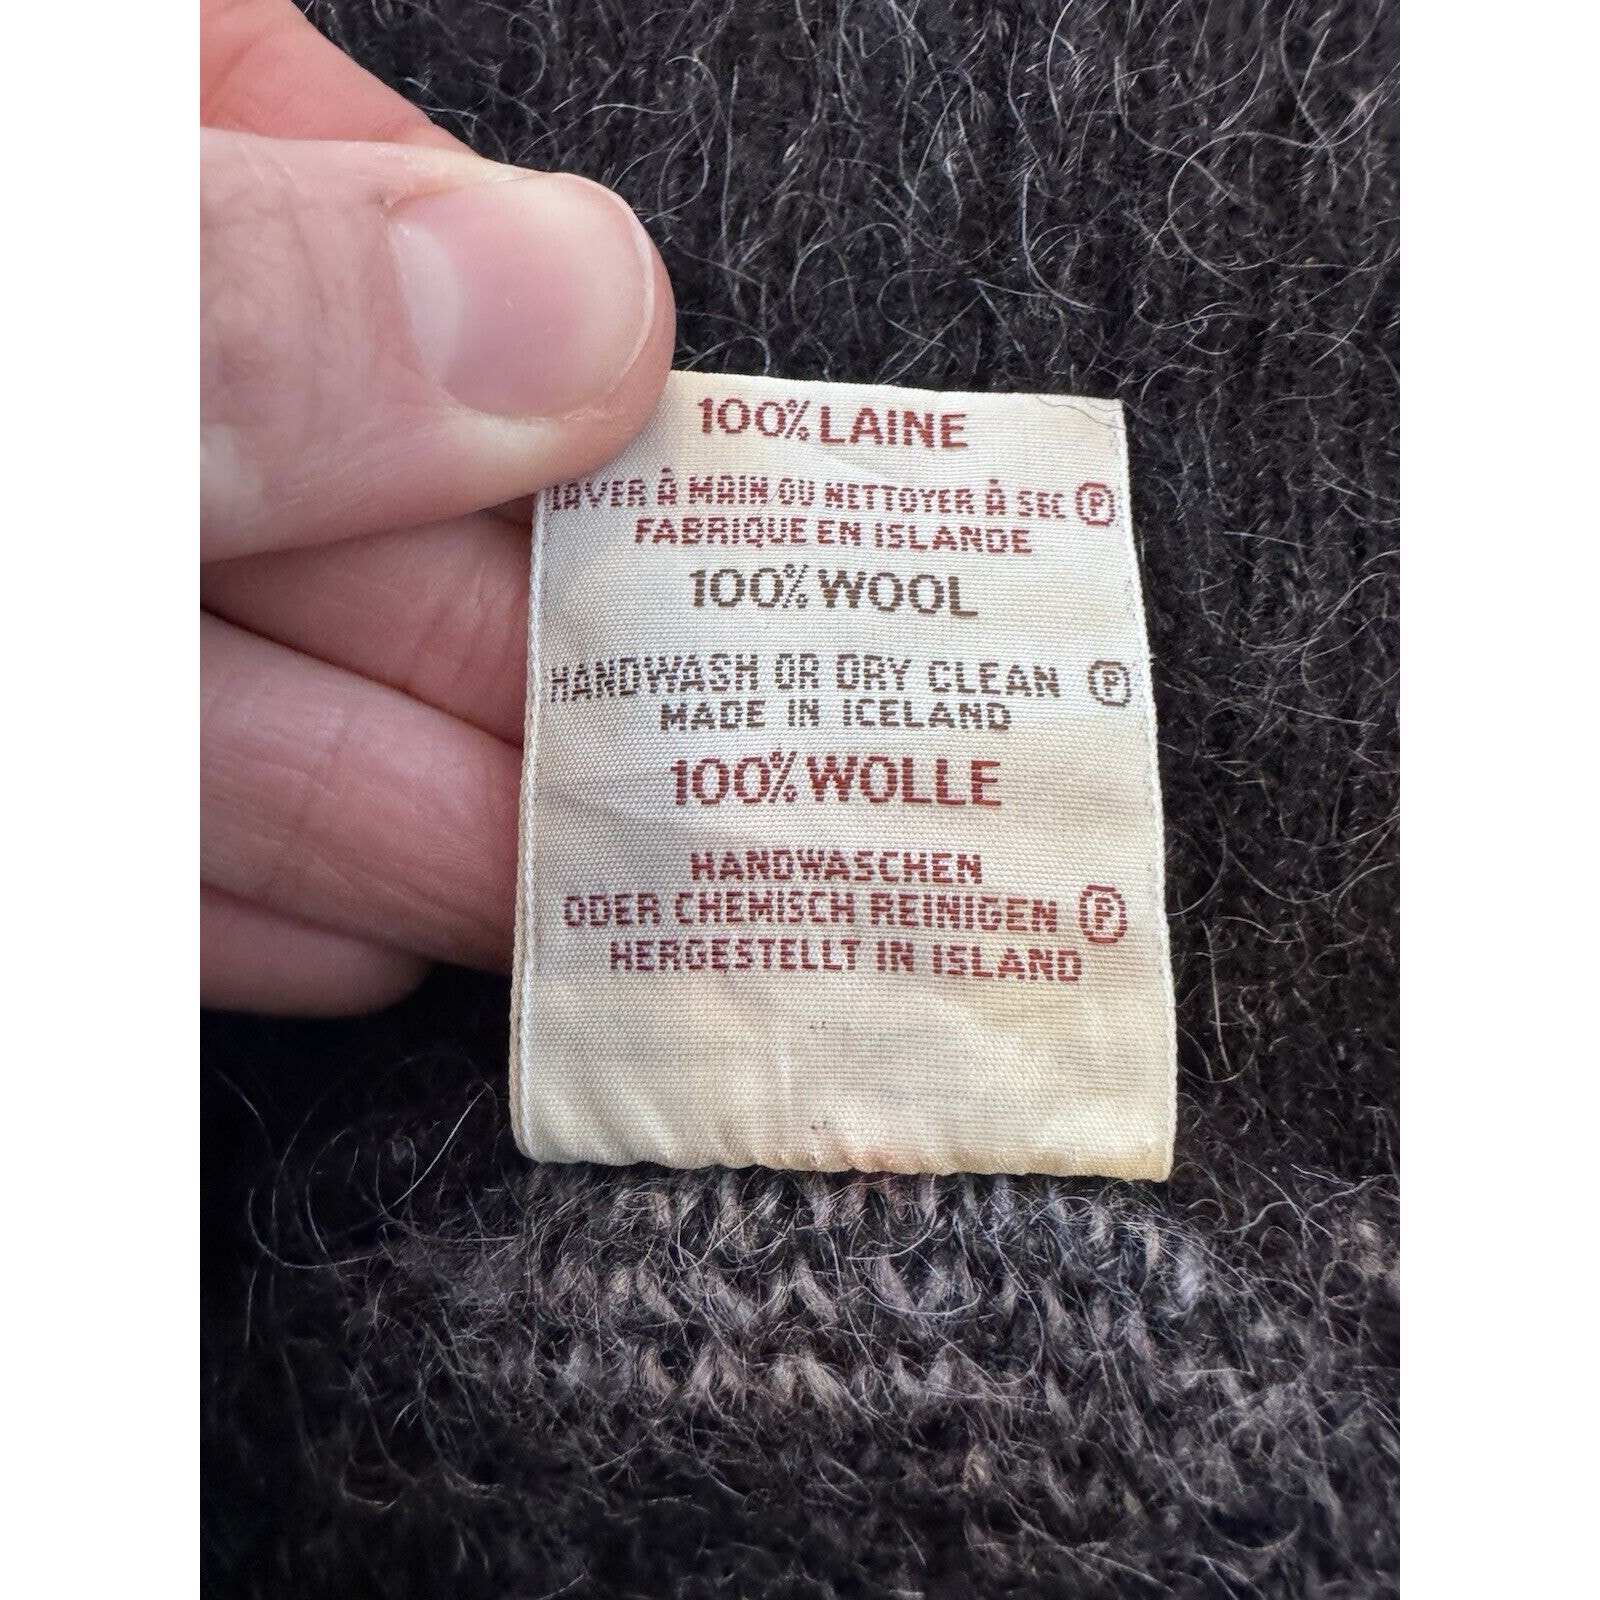 100% LAINE
LAVER À MAIN OU NETTOYER À SEC Ⓟ
FABRIQUE EN ISLANDE
100% WOOL
HANDWASH OR DRY CLEAN Ⓟ
MADE IN ICELAND
100% WOLLE
HANDWASCHEN
ODER CHEMISCH REINIGEN Ⓟ
HERGESTELLT IN ISLAND